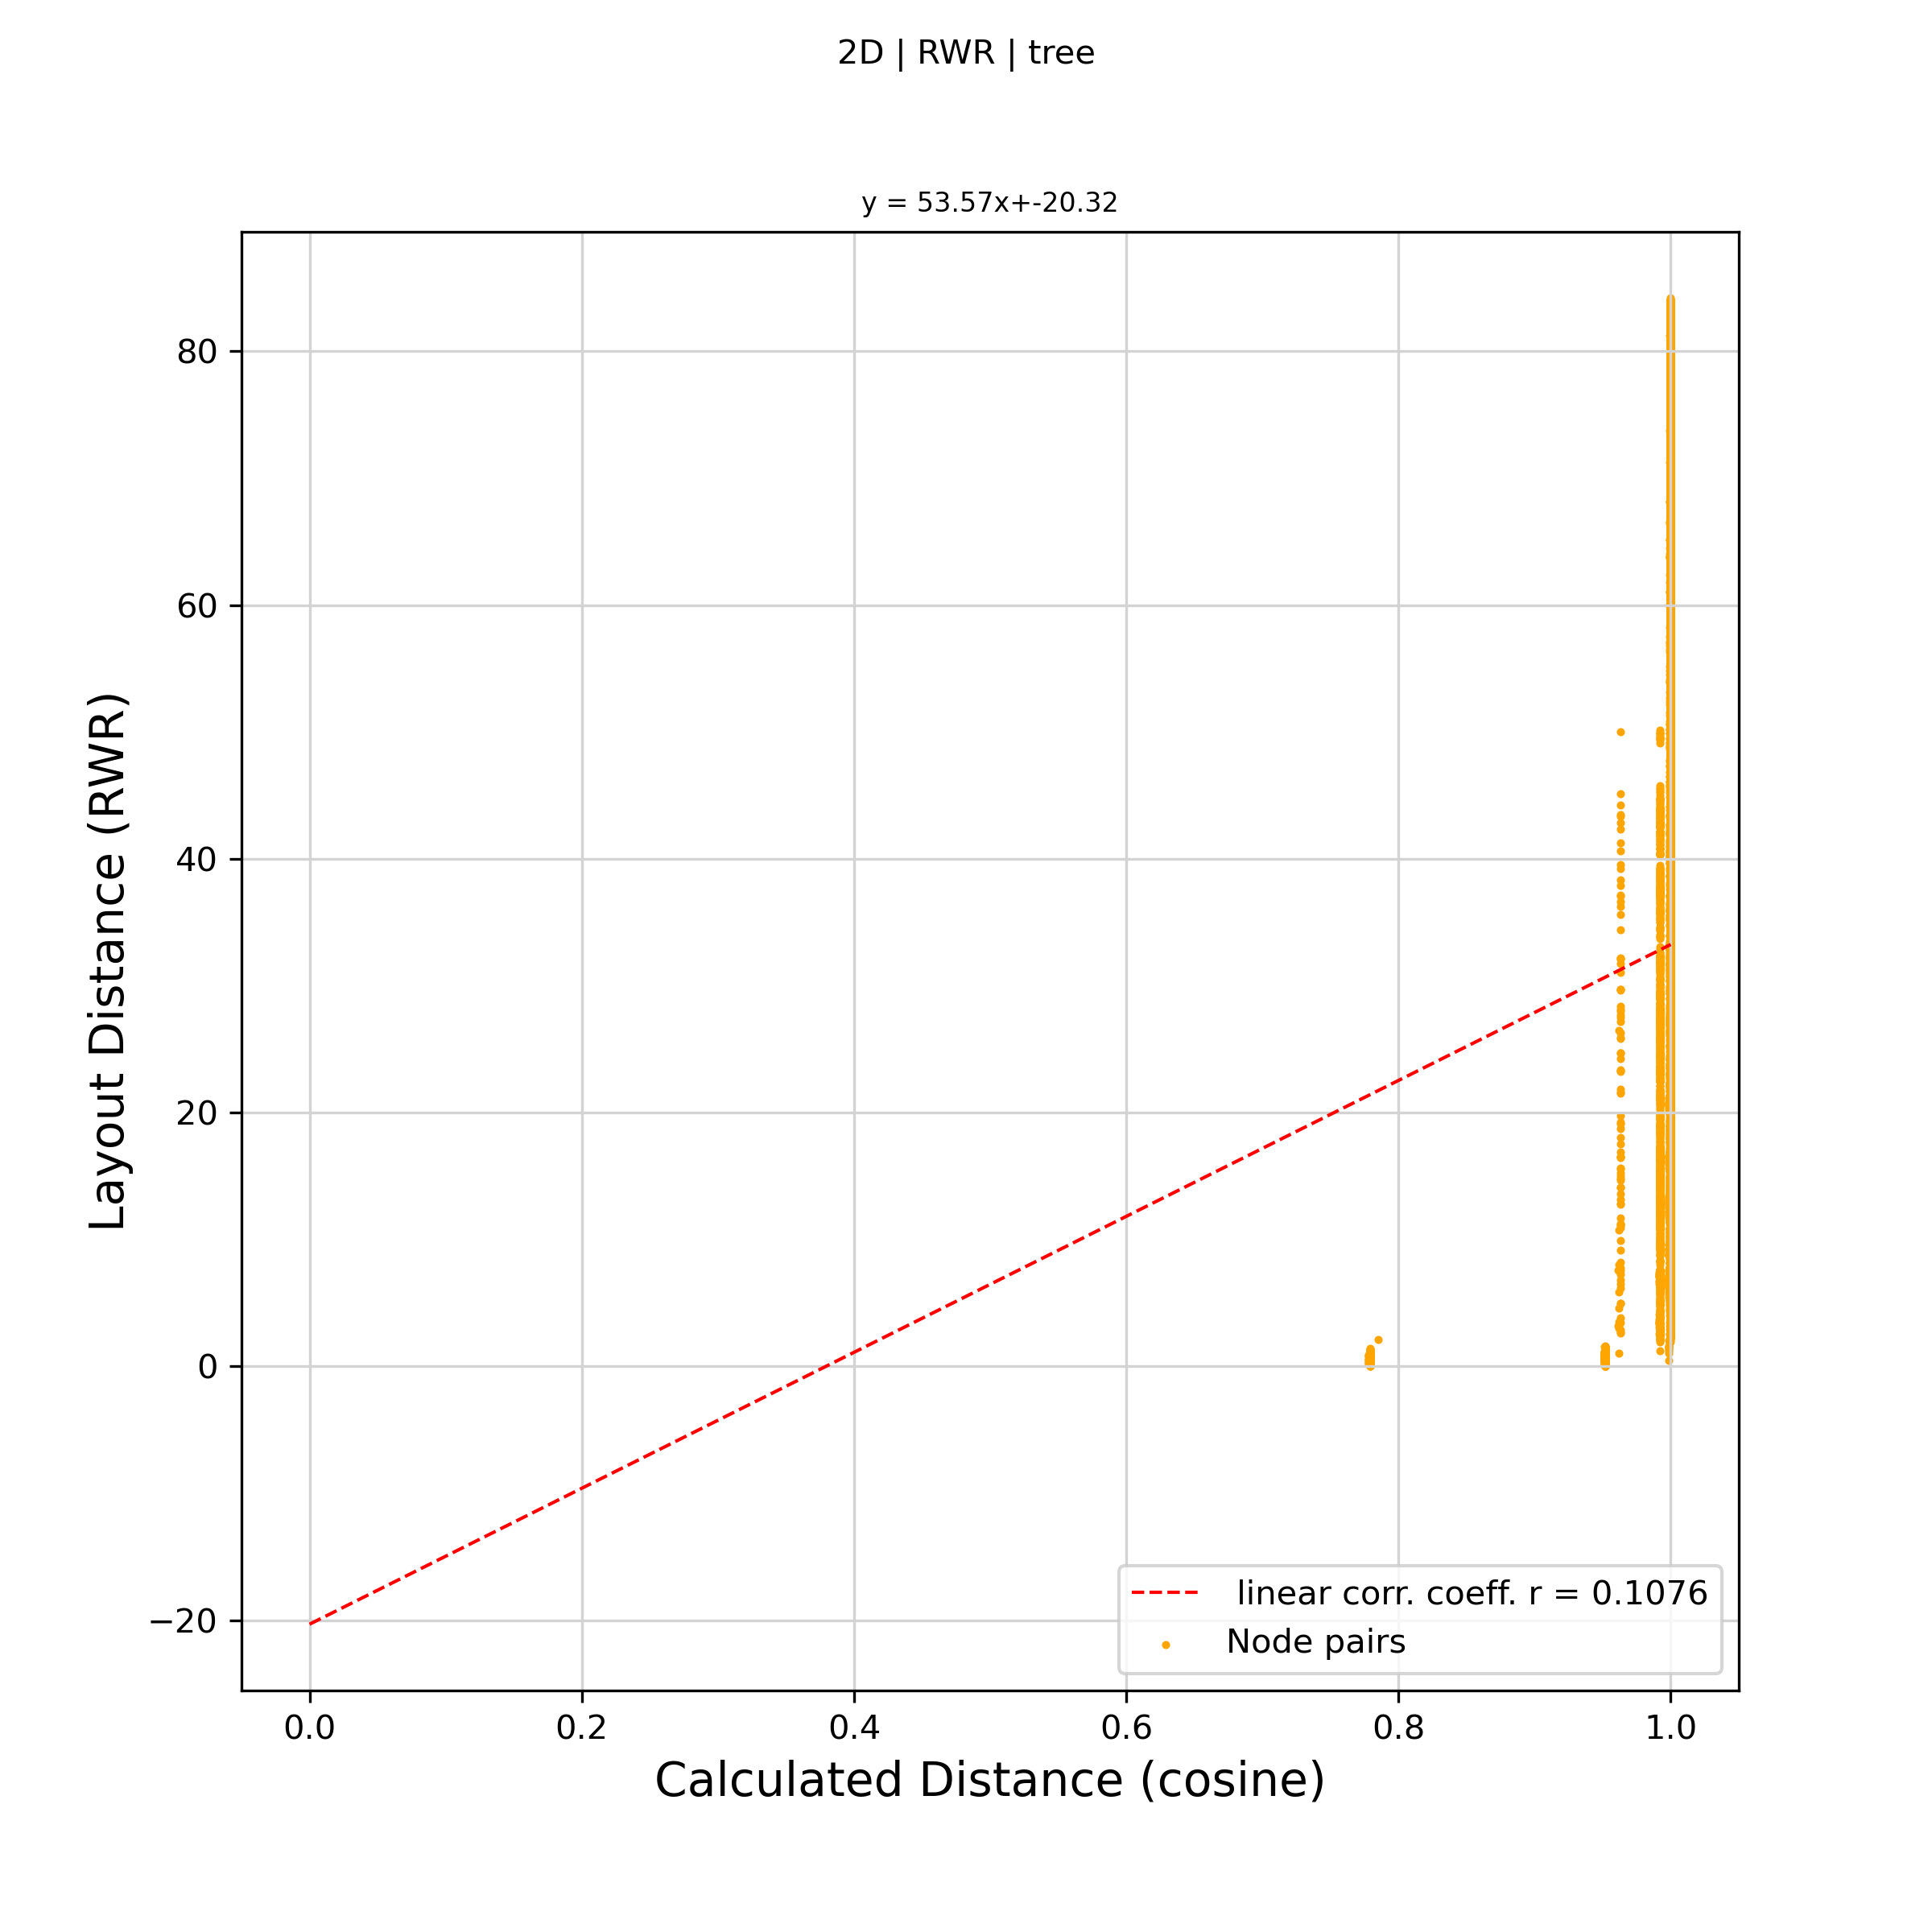 2D | RWR | tree
y = 53.57x+-20.32
80
60
40
20
0
−20
Layout Distance (RWR)
linear corr. coeff. r = 0.1076
Node pairs
0.0 0.2 0.4 0.6 0.8 1.0
Calculated Distance (cosine)